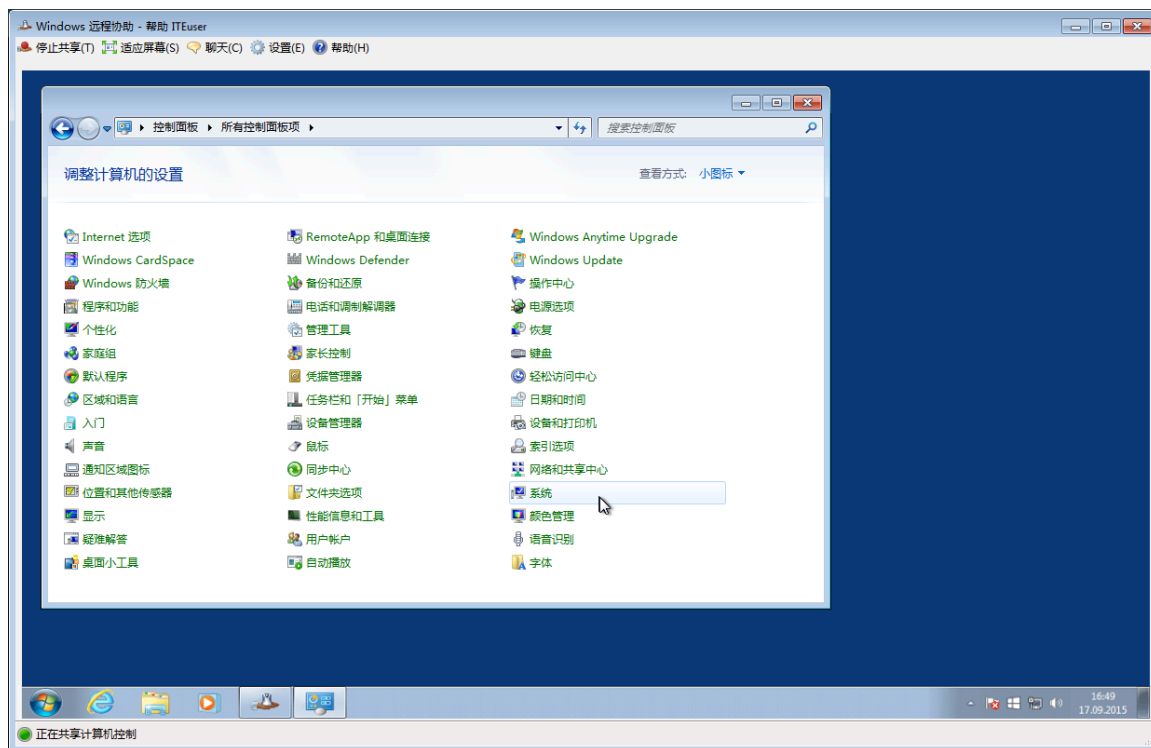 Windows 远程协助 - 帮助 ITEuser
停止共享(T) 适应屏幕(S) 聊天(C) 设置(E) 帮助(H)
控制面板 所有控制面板项 搜索控制面板
调整计算机的设置 查看方式: 小图标
Internet 选项 RemoteApp 和桌面连接 Windows Anytime Upgrade
Windows CardSpace Windows Defender Windows Update
Windows 防火墙 备份和还原 操作中心
程序和功能 电话和调制解调器 电源选项
个性化 管理工具 恢复
家庭组 家长控制 键盘
默认程序 凭据管理器 轻松访问中心
区域和语言 任务栏和「开始」菜单 日期和时间
入门 设备管理器 设备和打印机
声音 鼠标 索引选项
通知区域图标 同步中心 网络和共享中心
位置和其他传感器 文件夹选项 系统
显示 性能信息和工具 颜色管理
疑难解答 用户帐户 语音识别
桌面小工具 自动播放 字体
16:49
17.09.2015
正在共享计算机控制